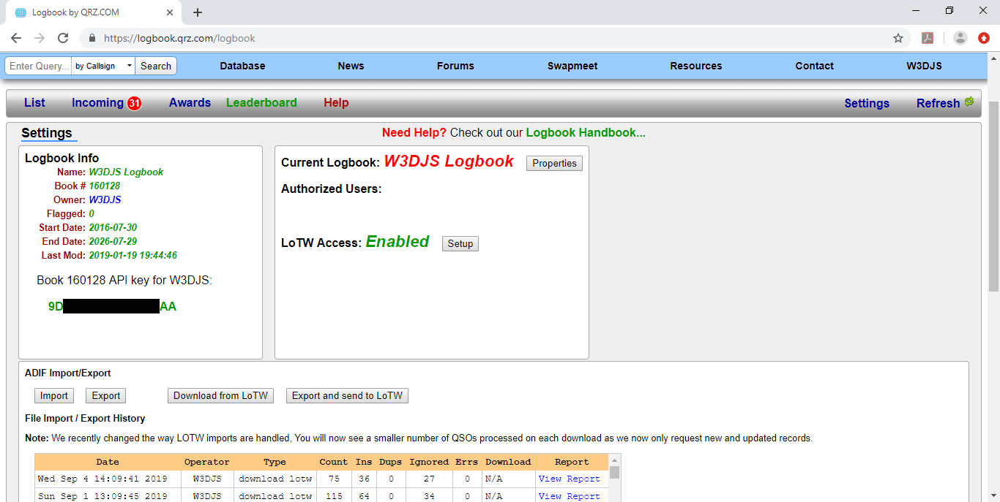 Logbook by QRZ.COM
https://logbook.qrz.com/logbook
Enter Query... by Callsign Search Database News Forums Swapmeet Resources Contact W3DJS
List Incoming 31 Awards Leaderboard Help Settings Refresh
Settings
Need Help? Check out our Logbook Handbook...
Logbook Info
Name: W3DJS Logbook
Book # 160128
Owner: W3DJS
Flagged: 0
Start Date: 2016-07-30
End Date: 2026-07-29
Last Mod: 2019-01-19 19:44:46
Book 160128 API key for W3DJS:
9D AA
Current Logbook: W3DJS Logbook Properties
Authorized Users:
LoTW Access: Enabled Setup
ADIF Import/Export
Import Export Download from LoTW Export and send to LoTW
File Import / Export History
Note: We recently changed the way LOTW imports are handled, You will now see a smaller number of QSOs processed on each download as we now only request new and updated records.
Date Operator Type Count Ins Dups Ignored Errs Download Report
Wed Sep 4 14:09:41 2019 W3DJS download lotw 75 36 0 27 0 N/A View Report
Sun Sep 1 13:09:45 2019 W3DJS download lotw 115 64 0 34 0 N/A View Report